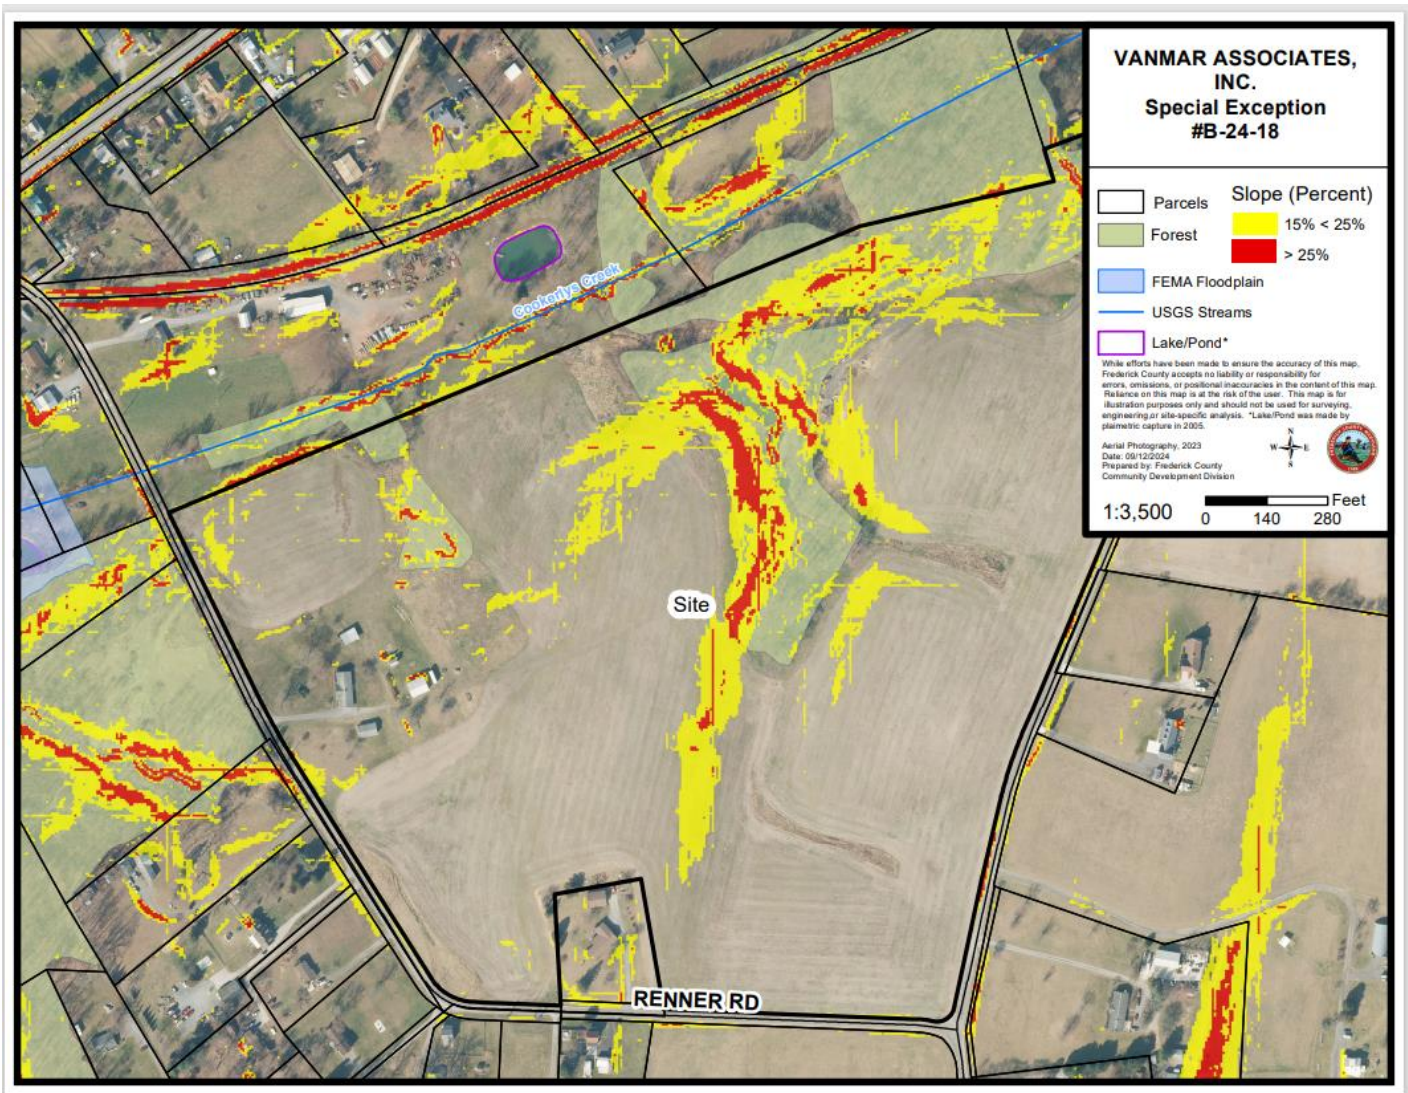 VANMAR ASSOCIATES,
INC.
Special Exception
#B-24-18
Parcels
Forest
Slope (Percent)
15% < 25%
> 25%
FEMA Floodplain
USGS Streams
Lake/Pond*
While efforts have been made to ensure the accuracy of this map,
Frederick County accepts no liability or responsibility for
errors, omissions, or positional inaccuracies in the content of this map.
Reliance on this map is at the risk of the user. This map is for
illustration purposes only and should not be used for surveying,
engineering,or site-specific analysis. *Lake/Pond was made by
plaimetric capture in 2005.
Aerial Photography, 2023
Date: 09/12/2024
Prepared by: Frederick County
Community Development Division
N
W E
S
1:3,500
Feet
0 140 280
Cookerlys Creek
Site
RENNER RD